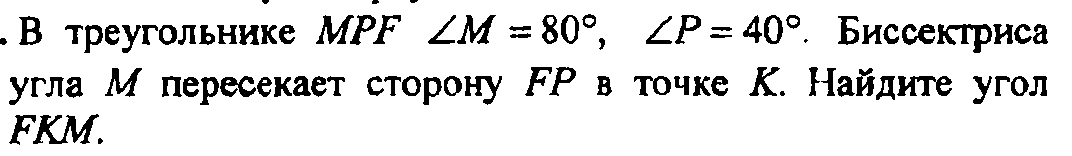 . В треугольнике MPF ∠M = 80°, ∠P = 40°. Биссектриса
угла M пересекает сторону FP в точке K. Найдите угол
FKM.